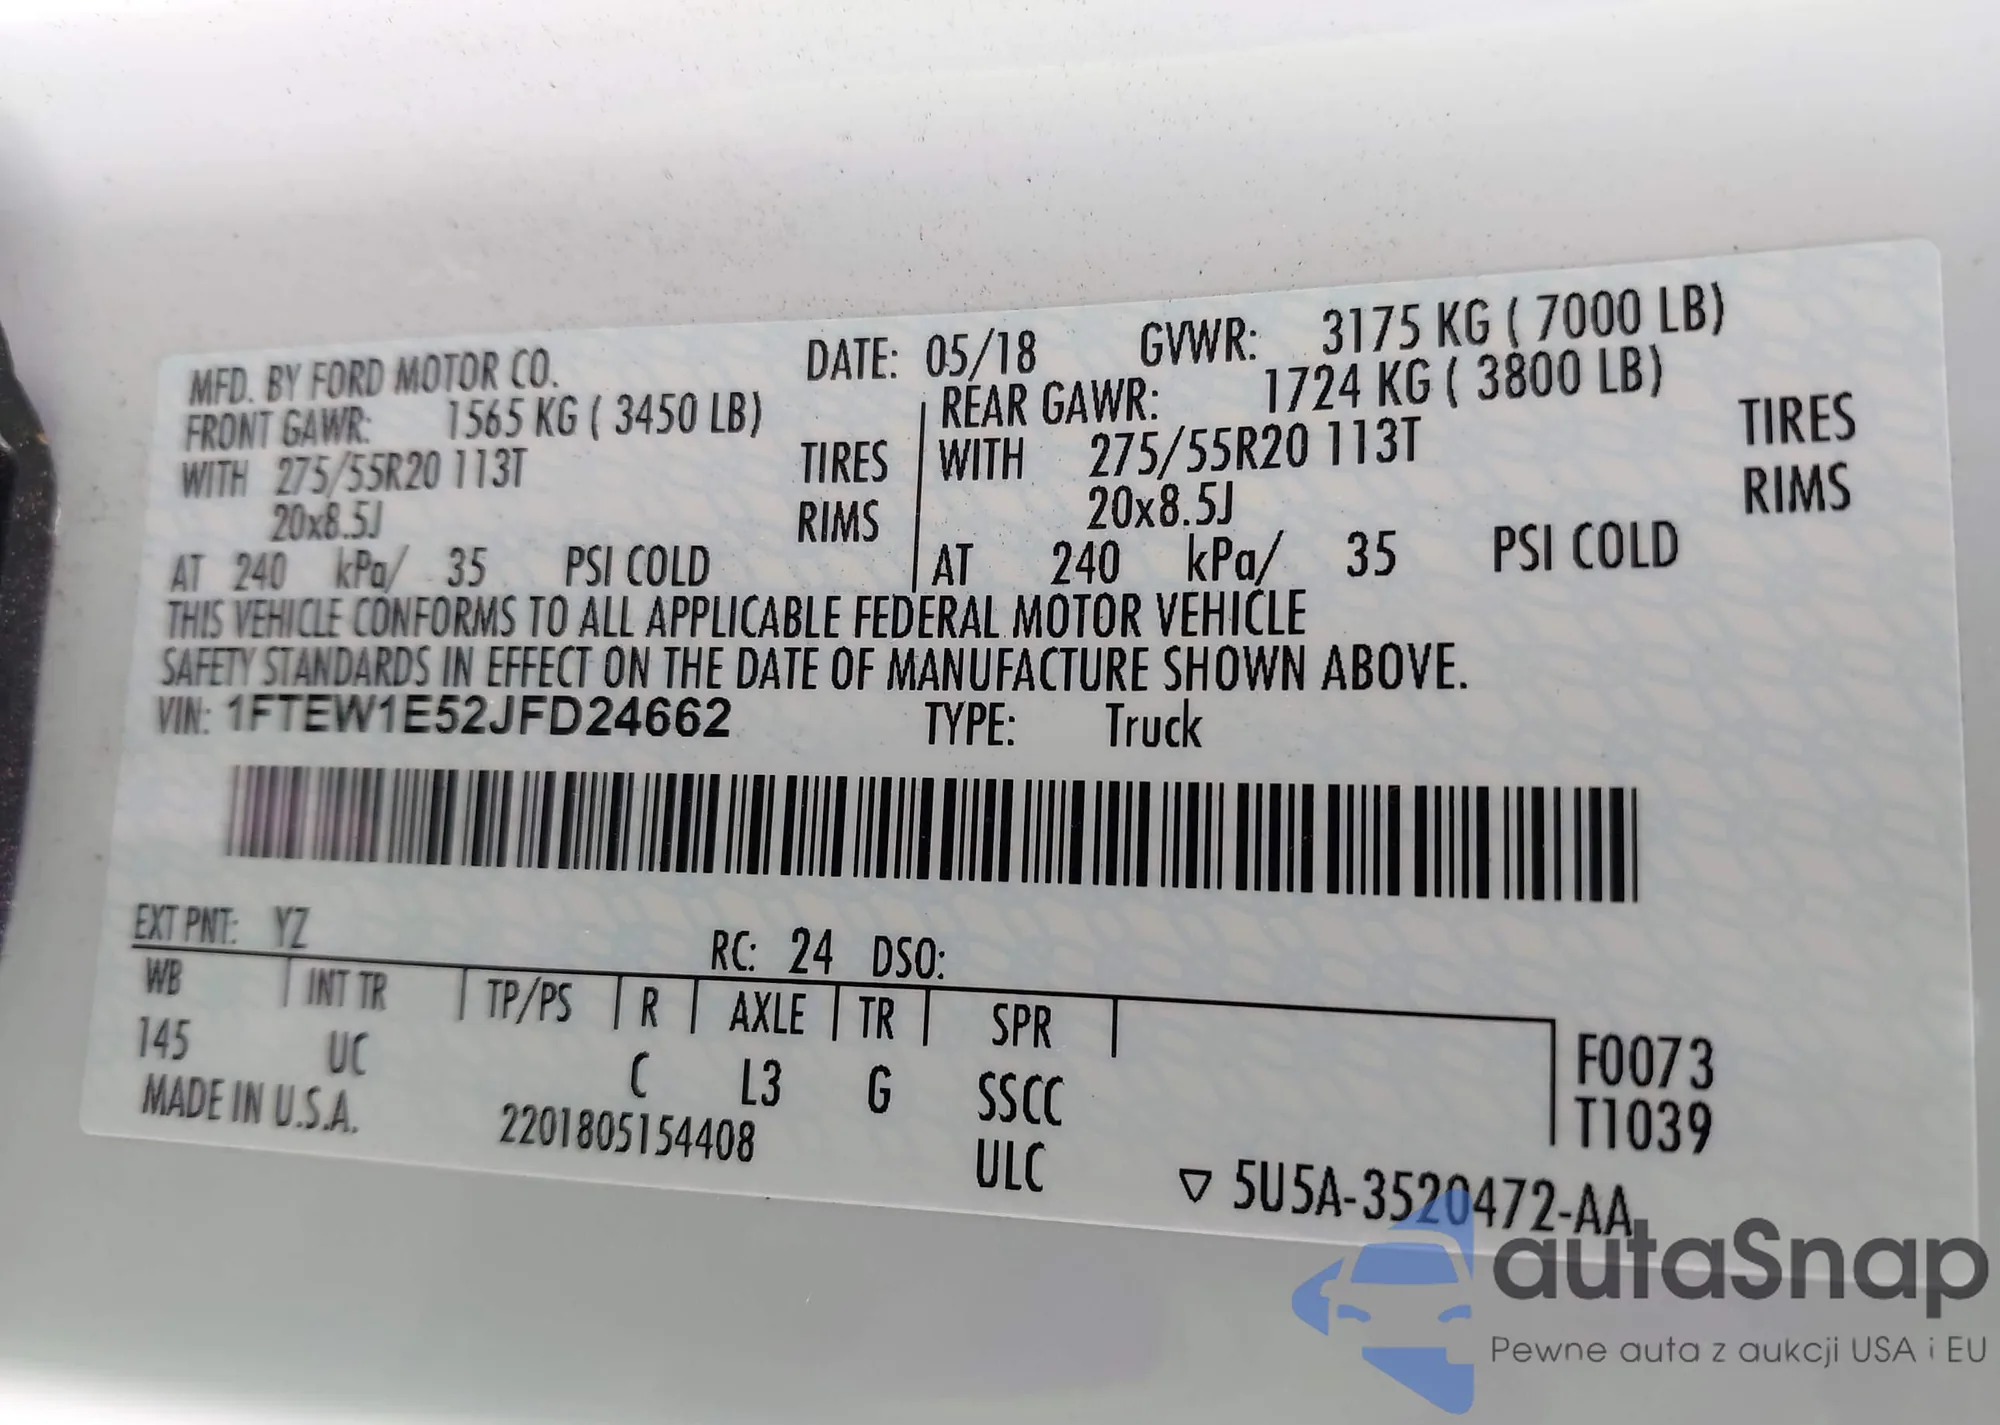 MFD. BY FORD MOTOR CO. DATE: 05/18 GVWR: 3175 KG ( 7000 LB)
FRONT GAWR: 1565 KG ( 3450 LB) REAR GAWR: 1724 KG ( 3800 LB)
WITH 275/55R20 113T TIRES WITH 275/55R20 113T TIRES
20x8.5J RIMS 20x8.5J RIMS
AT 240 kPa/ 35 PSI COLD AT 240 kPa/ 35 PSI COLD
THIS VEHICLE CONFORMS TO ALL APPLICABLE FEDERAL MOTOR VEHICLE
SAFETY STANDARDS IN EFFECT ON THE DATE OF MANUFACTURE SHOWN ABOVE.
VIN: 1FTEW1E52JFD24662 TYPE: Truck
EXT PNT: YZ RC: 24 DSO:
WB INT TR TP/PS R AXLE TR SPR F0073
145 UC C L3 G SSCC T1039
MADE IN U.S.A. 2201805154408 ULC ▽ 5U5A-3520472-AA
autaSnap
Pewne auta z aukcji USA i EU